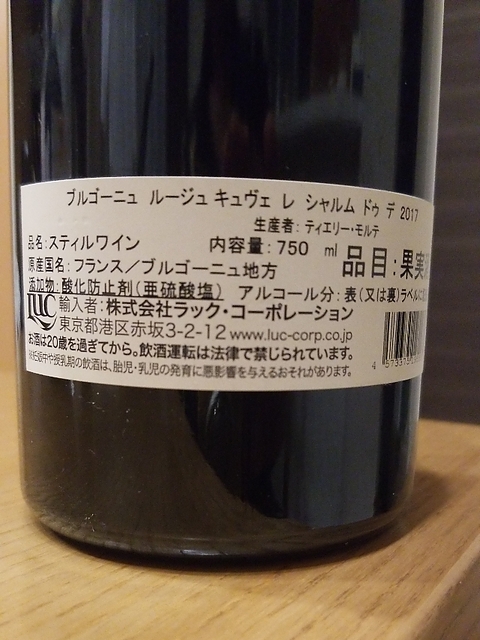 ブルゴーニュ ルージュ キュヴェ レ シャルム ドゥ デ 2017
生産者: ティエリー・モルテ
品名: スティルワイン 内容量: 750 ml
原産国名: フランス／ブルゴーニュ地方 品目: 果実
添加物: 酸化防止剤(亜硫酸塩) アルコール分: 表(又は裏)ラベルに
LUC 輸入者: 株式会社ラック・コーポレーション
東京都港区赤坂3-2-12 www.luc-corp.co.jp
お酒は20歳を過ぎてから。飲酒運転は法律で禁じられています。
妊娠中や授乳期の飲酒は、胎児・乳児の発育に悪影響を与えるおそれがあります。